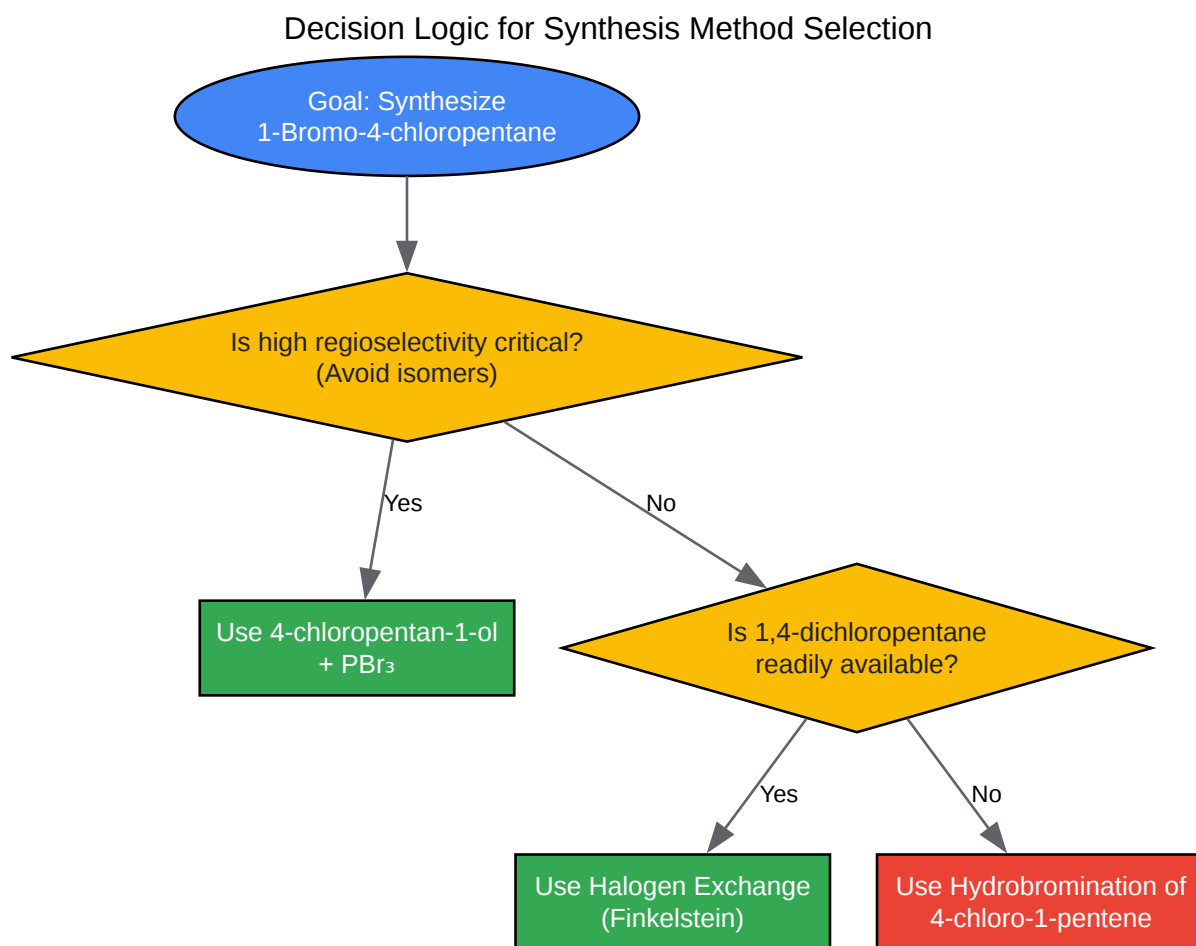 Decision Logic for Synthesis Method Selection
Goal: Synthesize
1-Bromo-4-chloropentane
Is high regioselectivity critical?
(Avoid isomers)
Yes
No
Use 4-chloropentan-1-ol
+ PBr₃
Is 1,4-dichloropentane
readily available?
Yes
No
Use Halogen Exchange
(Finkelstein)
Use Hydrobromination of
4-chloro-1-pentene